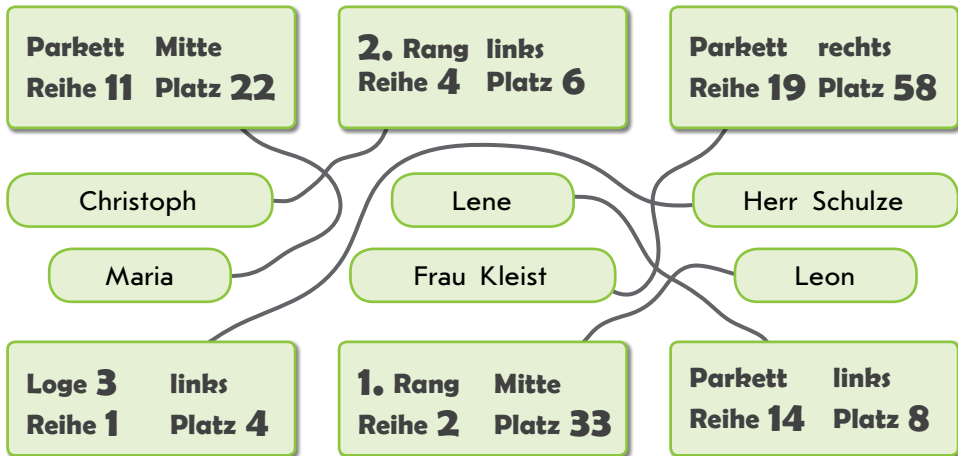 Parkett Mitte
Reihe 11 Platz 22
2. Rang links
Reihe 4 Platz 6
Parkett rechts
Reihe 19 Platz 58
Christoph
Lene
Herr Schulze
Maria
Frau Kleist
Leon
Loge 3 links
Reihe 1 Platz 4
1. Rang Mitte
Reihe 2 Platz 33
Parkett links
Reihe 14 Platz 8